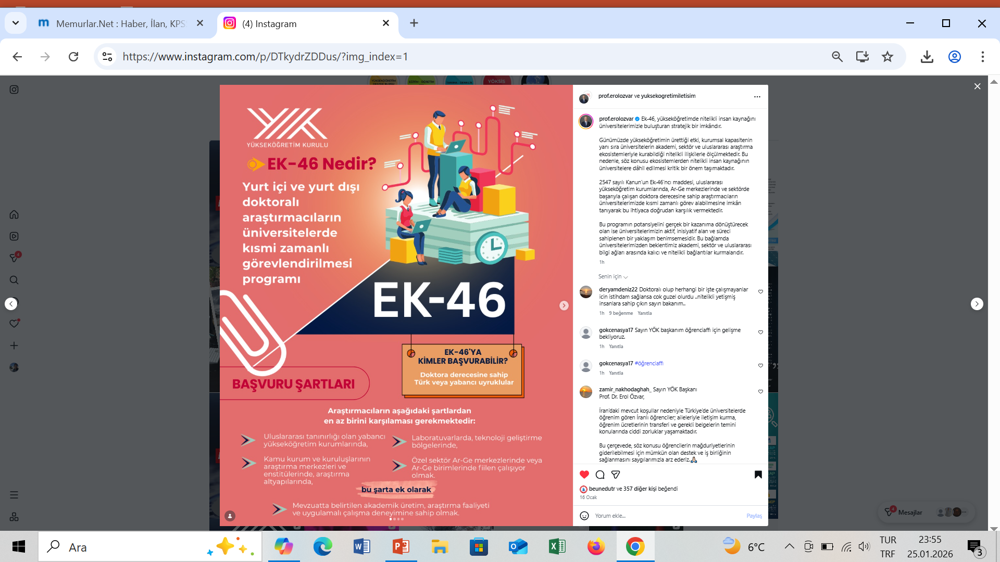 Memurlar.Net : Haber, İlan, KPS
(4) Instagram
https://www.instagram.com/p/DTkydrZDDus/?img_index=1
YÜKSEKÖĞRETİM KURULU
EK-46 Nedir?
Yurt içi ve yurt dışı
doktoralı
araştırmacıların
üniversitelerde
kısmi zamanlı
görevlendirilmesi
programı
EK-46
EK-46'YA
KİMLER BAŞVURABİLİR?
Doktora derecesine sahip
Türk veya yabancı uyruklular
BAŞVURU ŞARTLARI
Araştırmacıların aşağıdaki şartlardan
en az birini karşılaması gerekmektedir:
Uluslararası tanınırlığı olan yabancı
yükseköğretim kurumlarında,
Kamu kurum ve kuruluşlarının
araştırma merkezleri ve
enstitülerinde, araştırma
altyapılarında,
Laboratuvarlarda, teknoloji geliştirme
bölgelerinde,
Özel sektör Ar-Ge merkezlerinde veya
Ar-Ge birimlerinde fiilen çalışıyor
olmak.
bu şarta ek olarak
Mevzuatta belirtilen akademik üretim, araştırma faaliyeti
ve uygulamalı çalışma deneyimine sahip olmak.
prof.erolozvar ve yuksekogretimiletisim
prof.erolozvar Ek-46, yükseköğretimde nitelikli insan kaynağını
üniversitelerimizle buluşturan stratejik bir imkândır.
Günümüzde yükseköğretimin ürettiği etki, kurumsal kapasitenin
yanı sıra üniversitelerin akademi, sektör ve uluslararası araştırma
ekosistemleriyle kurabildiği nitelikli ilişkilerle ölçülmektedir. Bu
nedenle, söz konusu ekosistemlerden nitelikli insan kaynağının
üniversitelere dâhil edilmesi kritik bir önem taşımaktadır.
2547 sayılı Kanun'un Ek-46'ncı maddesi, uluslararası
yükseköğretim kurumlarında, Ar-Ge merkezlerinde ve sektörde
başarıyla çalışan doktora derecesine sahip araştırmacıların
üniversitelerimizde kısmi zamanlı görev alabilmesine imkân
tanıyarak bu ihtiyaca doğrudan karşılık vermektedir.
Bu programın potansiyelini gerçek bir kazanıma dönüştürecek
olan ise üniversitelerimizin aktif, inisiyatif alan ve süreci
sahiplenen bir yaklaşım benimsemesidir. Bu bağlamda
üniversitelerimizden beklentimiz akademi, sektör ve uluslararası
bilgi ağları arasında kalıcı ve nitelikli bağlantılar kurmalarıdır.
1h
Senin için
deryamdeniz22 Doktoralı olup herhangi bir işte çalışmayanlar
icin istihdam sağlansa cok guzel olurdu ..nitelikli yetişmiş
insanlara sahip çıkın sayın bakanım..
1h 9 beğenme Yanıtla
gokcenasya17 Sayın YÖK başkanım öğrenciaffı için gelişme
bekliyoruz.
1h Yanıtla
gokcenasya17 #öğrenciaffı
1h Yanıtla
zamir_nakhodaghah_ Sayın YÖK Başkanı
Prof. Dr. Erol Özvar,
İran'daki mevcut koşullar nedeniyle Türkiye'de üniversitelerde
öğrenim gören İranlı öğrenciler; aileleriyle iletişim kurma,
öğrenim ücretlerinin transferi ve gerekli belgelerin temini
konularında ciddi zorluklar yaşamaktadır.
Bu çerçevede, söz konusu öğrencilerin mağduriyetlerinin
giderilebilmesi için mümkün olan destek ve iş birliğinin
sağlanmasını saygılarımızla arz ederiz.🙏
beunedutr ve 357 diğer kişi beğendi
16 Ocak
Yorum ekle...
Paylaş
4
4
Mesajlar
YÖKSİS
Ara
6°C
TUR
TRF
23:55
25.01.2026
3